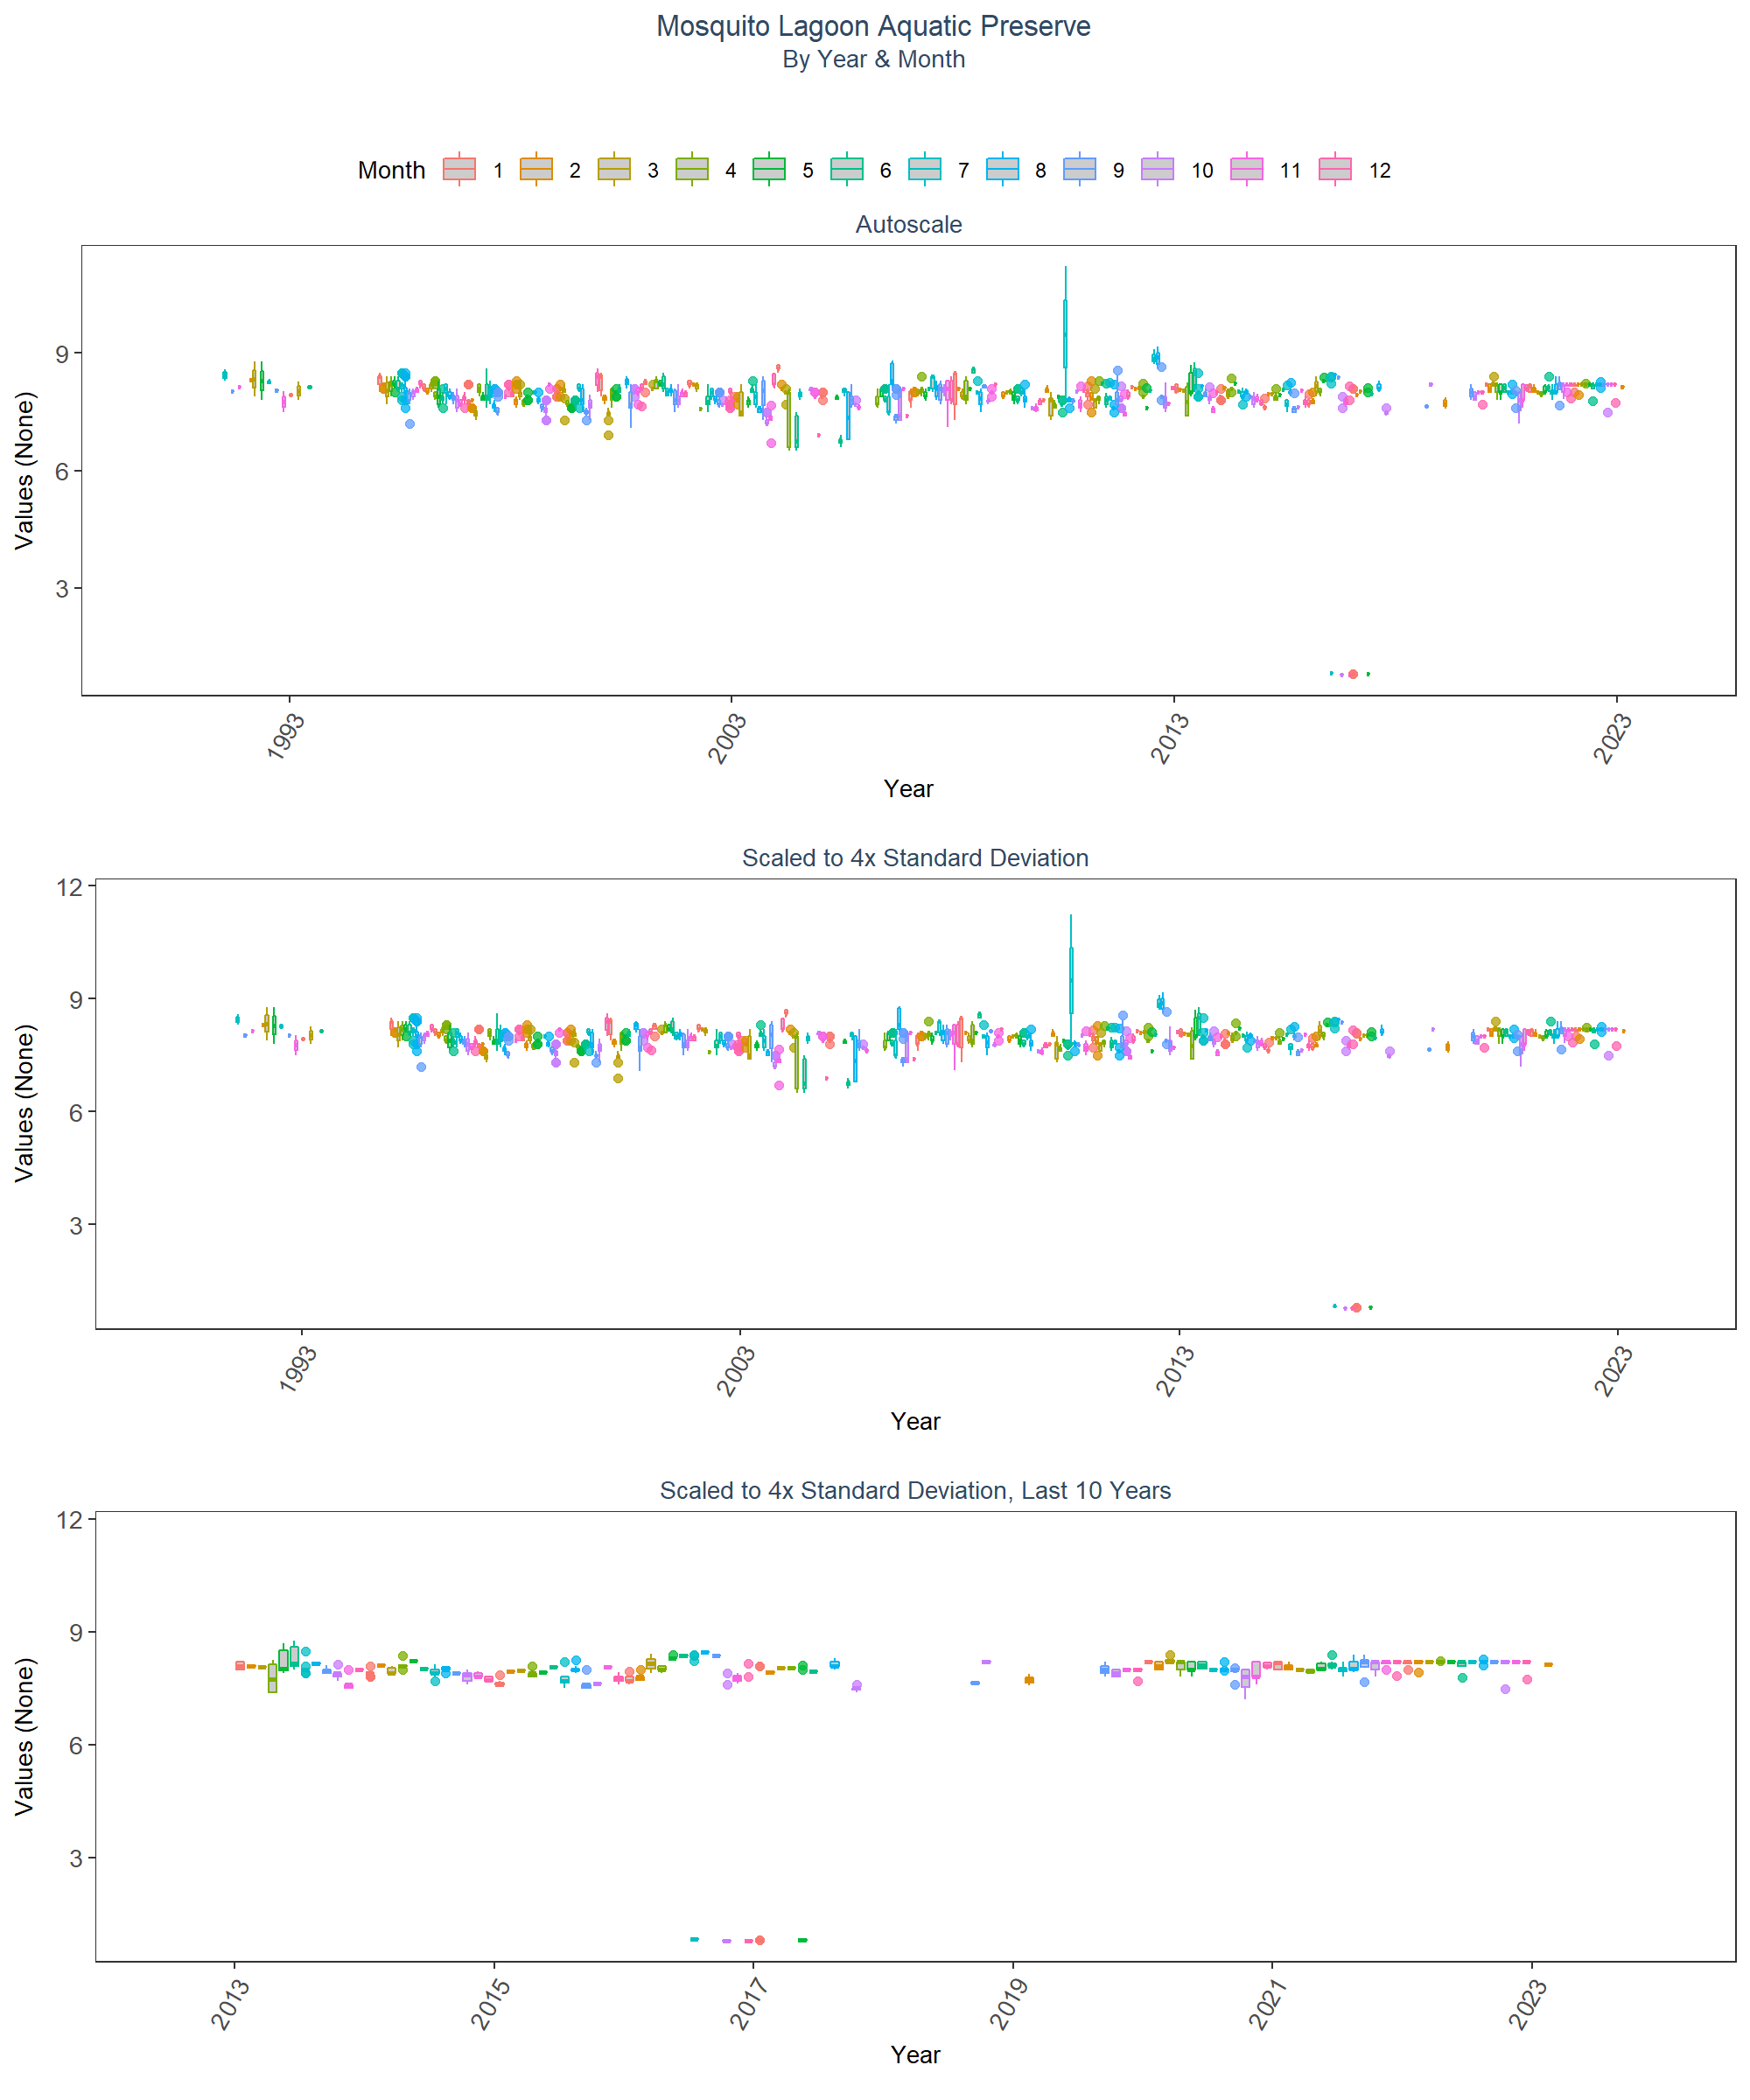 Mosquito Lagoon Aquatic Preserve
By Year & Month
Month 1 2 3 4 5 6 7 8 9 10 11 12
Autoscale
Values (None)
9
6
3
1993 2003 2013 2023
Year
Scaled to 4x Standard Deviation
Values (None)
12
9
6
3
1993 2003 2013 2023
Year
Scaled to 4x Standard Deviation, Last 10 Years
Values (None)
12
9
6
3
2013 2015 2017 2019 2021 2023
Year